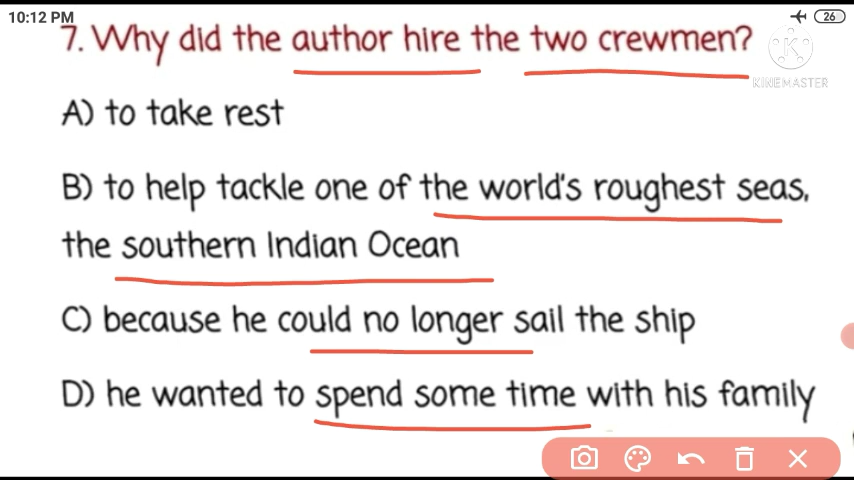 10:12 PM
26
7. Why did the author hire the two crewmen?
KINEMASTER
A) to take rest
B) to help tackle one of the world's roughest seas,
the southern Indian Ocean
C) because he could no longer sail the ship
D) he wanted to spend some time with his family